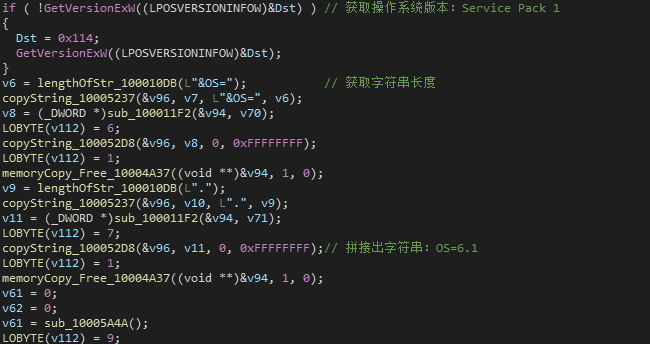 if ( !GetVersionExW((LPOSVERSIONINFOW)&Dst) ) // 获取操作系统版本：Service Pack 1
{
  Dst = 0x114;
  GetVersionExW((LPOSVERSIONINFOW)&Dst);
}
v6 = lengthOfStr_100010DB(L"&OS=");          // 获取字符串长度
copyString_10005237(&v96, v7, L"&OS=", v6);
v8 = (_DWORD *)sub_100011F2(&v94, v70);
LOBYTE(v112) = 6;
copyString_100052D8(&v96, v8, 0, 0xFFFFFFFF);
LOBYTE(v112) = 1;
memoryCopy_Free_10004A37((void **)&v94, 1, 0);
v9 = lengthOfStr_100010DB(L".");
copyString_10005237(&v96, v10, L".", v9);
v11 = (_DWORD *)sub_100011F2(&v94, v71);
LOBYTE(v112) = 7;
copyString_100052D8(&v96, v11, 0, 0xFFFFFFFF);// 拼接出字符串：OS=6.1
LOBYTE(v112) = 1;
memoryCopy_Free_10004A37((void **)&v94, 1, 0);
v61 = 0;
v62 = 0;
v61 = sub_10005A4A();
LOBYTE(v112) = 9;